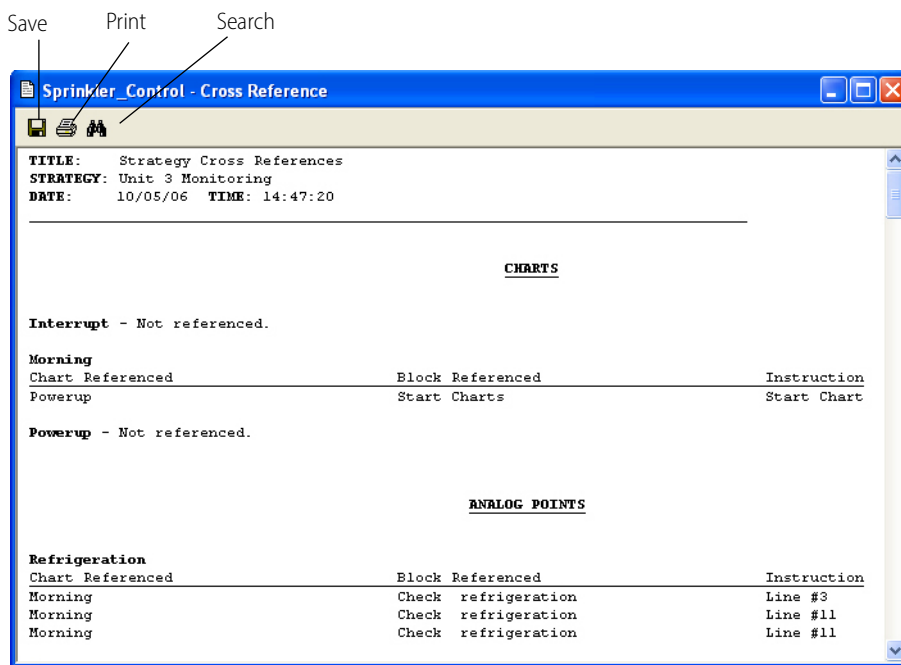 Save Print Search
Sprinkler_Control - Cross Reference
TITLE: Strategy Cross References
STRATEGY: Unit 3 Monitoring
DATE: 10/05/06 TIME: 14:47:20
CHARTS
Interrupt - Not referenced.
Morning
Chart Referenced Block Referenced Instruction
Powerup Start Charts Start Chart
Powerup - Not referenced.
ANALOG POINTS
Refrigeration
Chart Referenced Block Referenced Instruction
Morning Check refrigeration Line #3
Morning Check refrigeration Line #11
Morning Check refrigeration Line #11